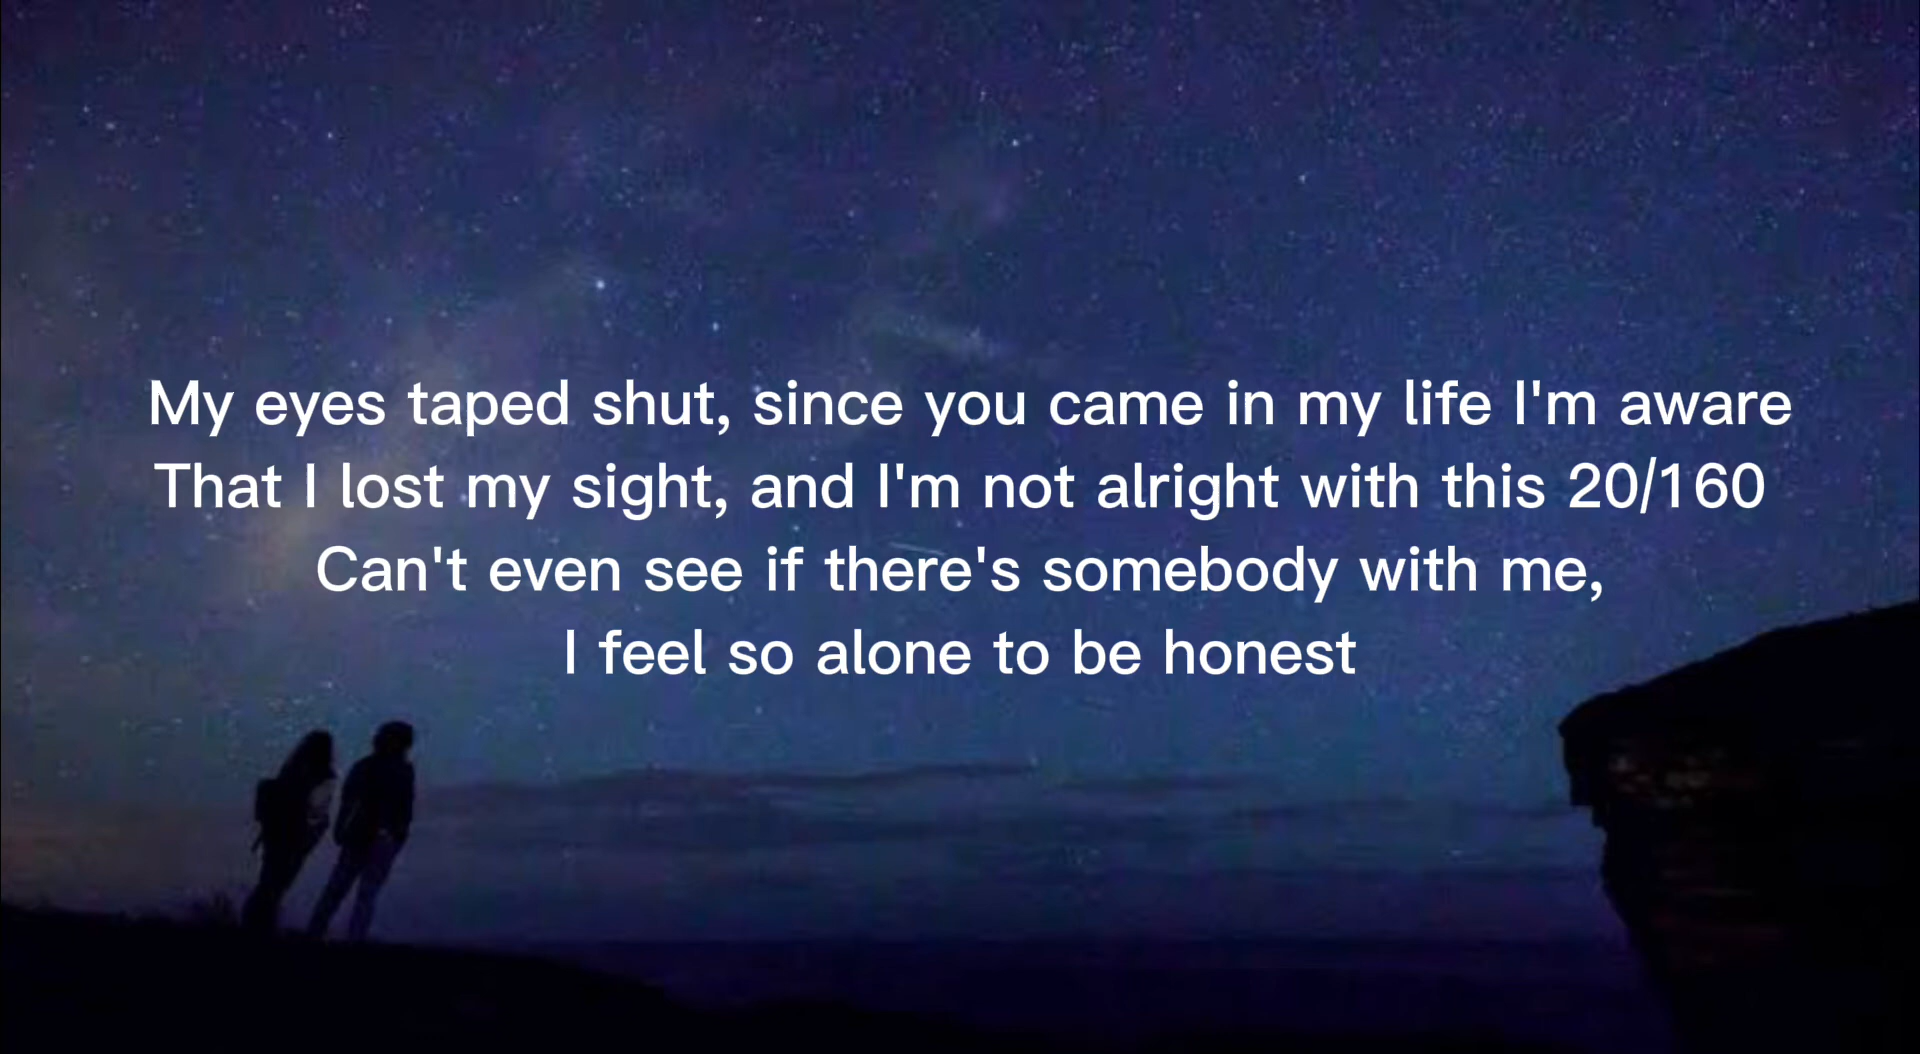 My eyes taped shut, since you came in my life I'm aware
That I lost my sight, and I'm not alright with this 20/160
Can't even see if there's somebody with me,
I feel so alone to be honest